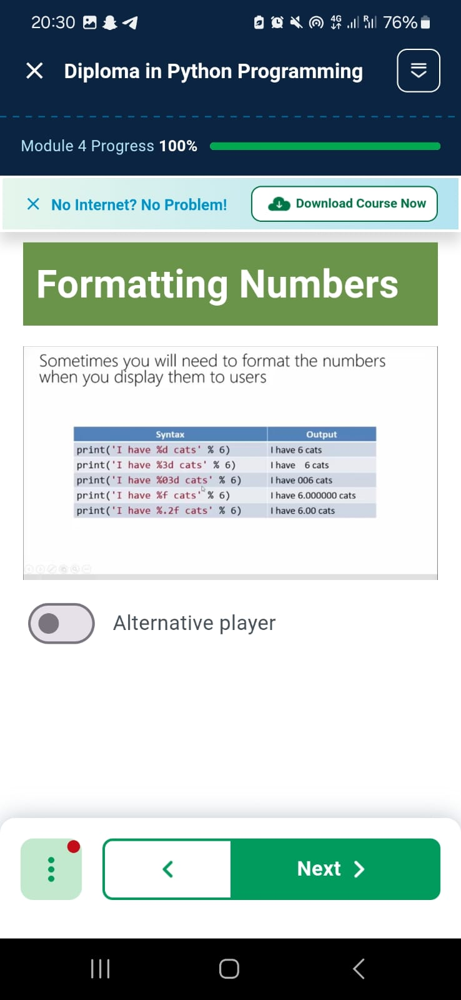 20:30 4G R 76%
Diploma in Python Programming
Module 4 Progress 100%
No Internet? No Problem! Download Course Now
Formatting Numbers
Sometimes you will need to format the numbers
when you display them to users
Syntax Output
print('I have %d cats' % 6) I have 6 cats
print('I have %3d cats' % 6) I have   6 cats
print('I have %03d cats' % 6) I have 006 cats
print('I have %f cats' % 6) I have 6.000000 cats
print('I have %.2f cats' % 6) I have 6.00 cats
Alternative player
Next